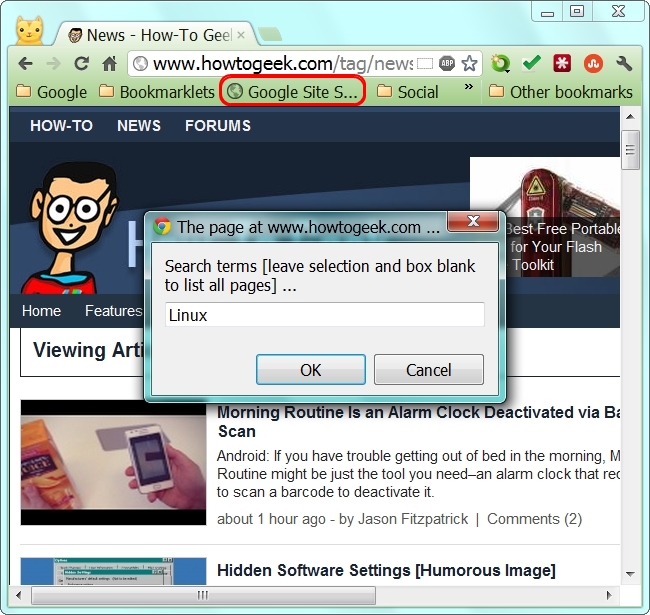 News - How-To Geek
www.howtogeek.com/tag/news
ABP
Google
Bookmarklets
Google Site S...
Social
»
Other bookmarks
HOW-TO NEWS FORUMS
Best Free Portable
for Your Flash
Toolkit
The page at www.howtogeek.com ...
Search terms [leave selection and box blank
to list all pages] ...
Linux
OK
Cancel
Home Features
Viewing Arti
Morning Routine Is an Alarm Clock Deactivated via Ba
Scan
Android: If you have trouble getting out of bed in the morning, M
Routine might be just the tool you need–an alarm clock that req
to scan a barcode to deactivate it.
about 1 hour ago - by Jason Fitzpatrick | Comments (2)
Hidden Software Settings [Humorous Image]
Hidden Settings